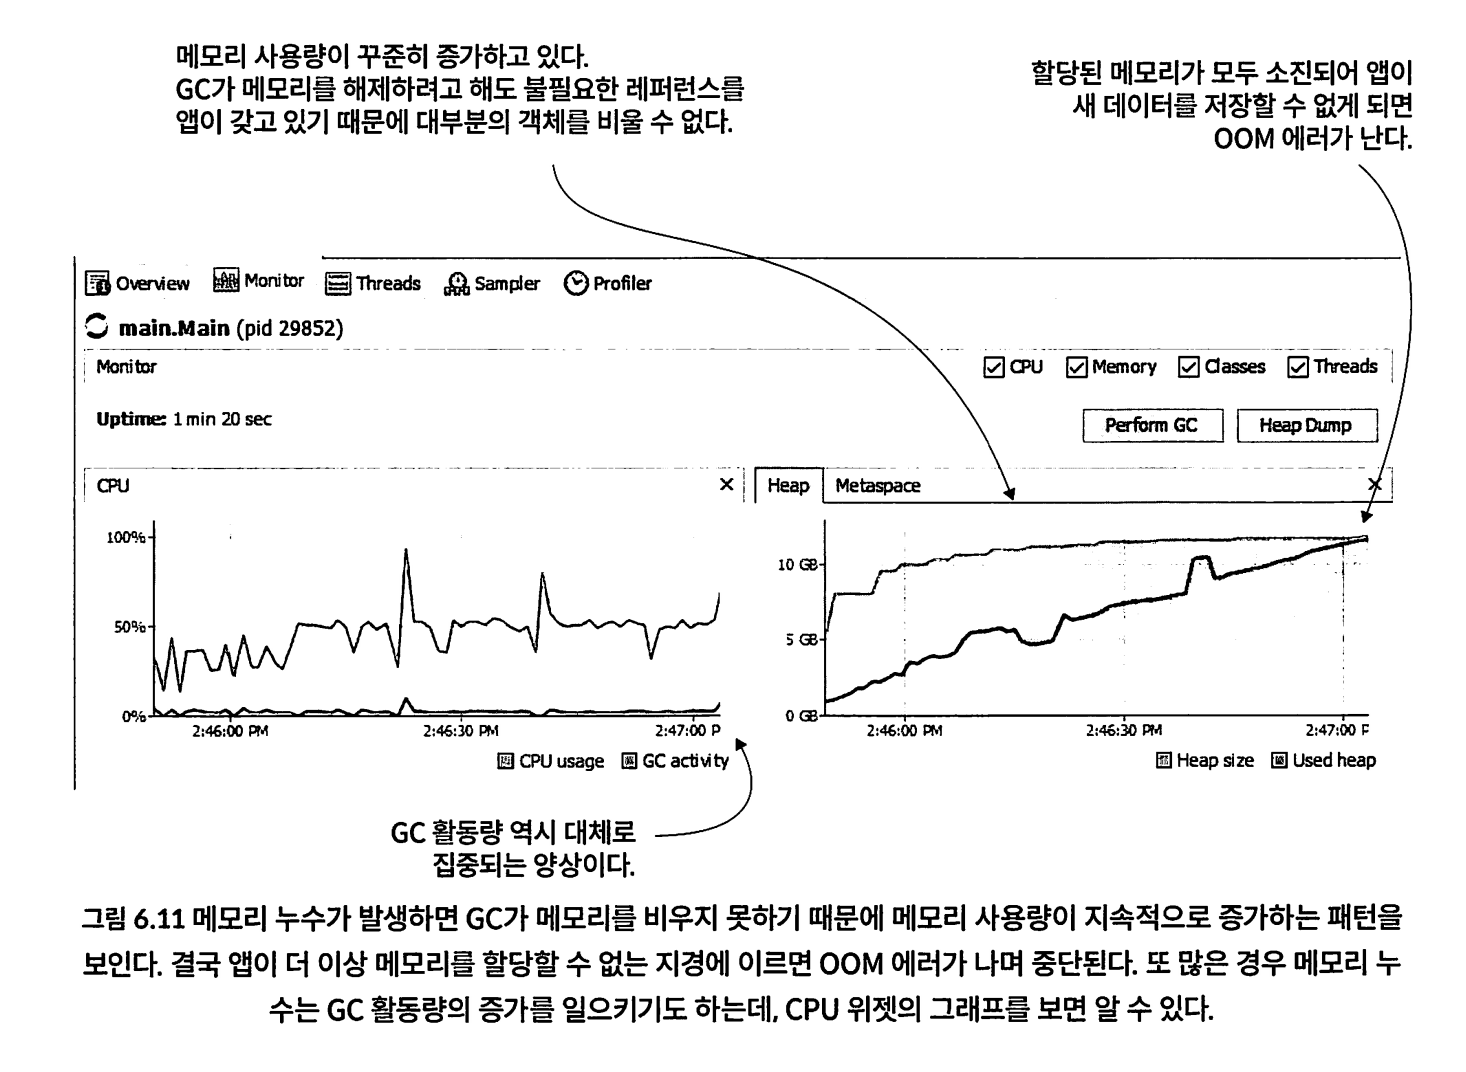 메모리 사용량이 꾸준히 증가하고 있다.
GC가 메모리를 해제하려고 해도 불필요한 레퍼런스를
앱이 갖고 있기 때문에 대부분의 객체를 비울 수 없다.
할당된 메모리가 모두 소진되어 앱이
새 데이터를 저장할 수 없게 되면
OOM 에러가 난다.
Overview Monitor Threads Sampler Profiler
main.Main (pid 29852)
Monitor
CPU Memory Classes Threads
Uptime: 1 min 20 sec
Perform GC Heap Dump
CPU
100%
50%
0%
2:46:00 PM 2:46:30 PM 2:47:00 P
CPU usage GC activity
Heap Metaspace
10 GB
5 GB
0 GB
2:46:00 PM 2:46:30 PM 2:47:00 F
Heap size Used heap
GC 활동량 역시 대체로
집중되는 양상이다.
그림 6.11 메모리 누수가 발생하면 GC가 메모리를 비우지 못하기 때문에 메모리 사용량이 지속적으로 증가하는 패턴을
보인다. 결국 앱이 더 이상 메모리를 할당할 수 없는 지경에 이르면 OOM 에러가 나며 중단된다. 또 많은 경우 메모리 누
수는 GC 활동량의 증가를 일으키기도 하는데, CPU 위젯의 그래프를 보면 알 수 있다.